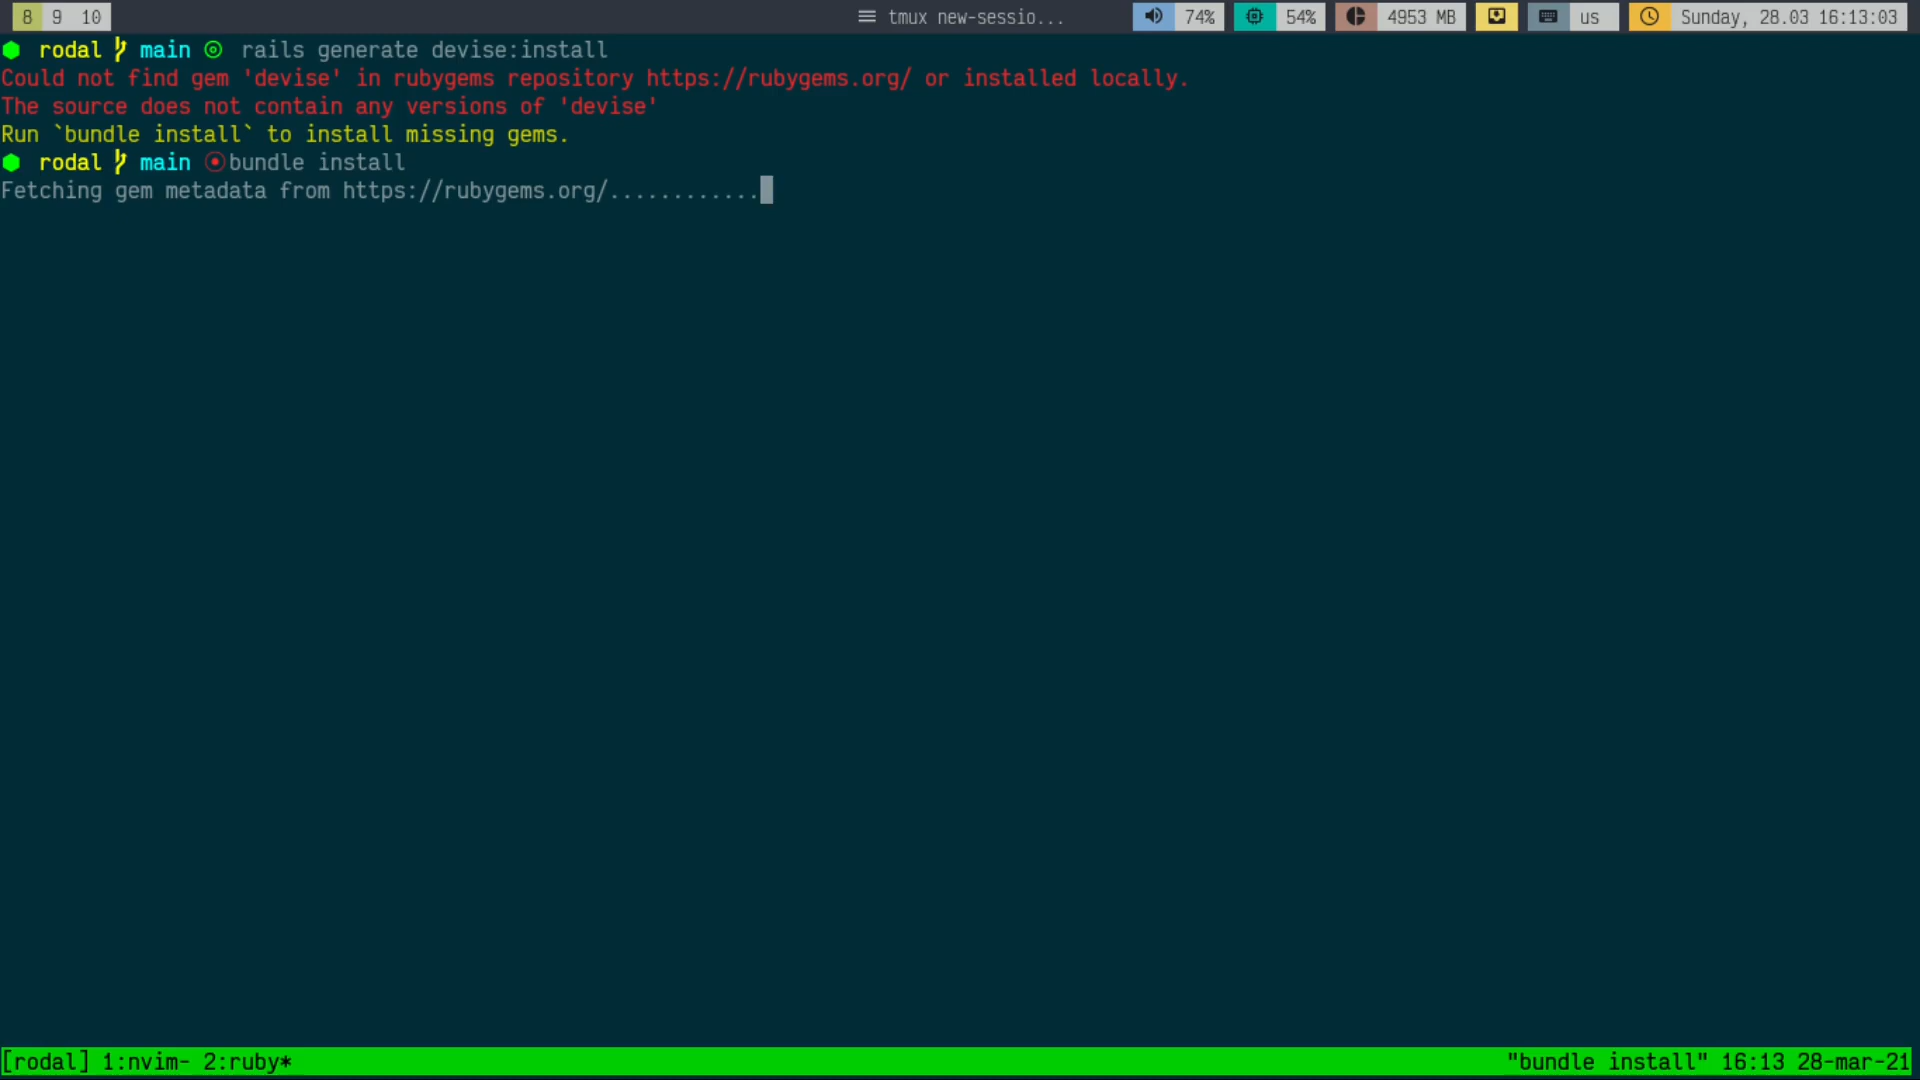 8 9 10 tmux new-sessio... 74% 54% 4953 MB us Sunday, 28.03 16:13:03
rodal main rails generate devise:install
Could not find gem 'devise' in rubygems repository https://rubygems.org/ or installed locally.
The source does not contain any versions of 'devise'
Run `bundle install` to install missing gems.
rodal main bundle install
Fetching gem metadata from https://rubygems.org/............
[rodal] 1:nvim- 2:ruby* "bundle install" 16:13 28-mar-21